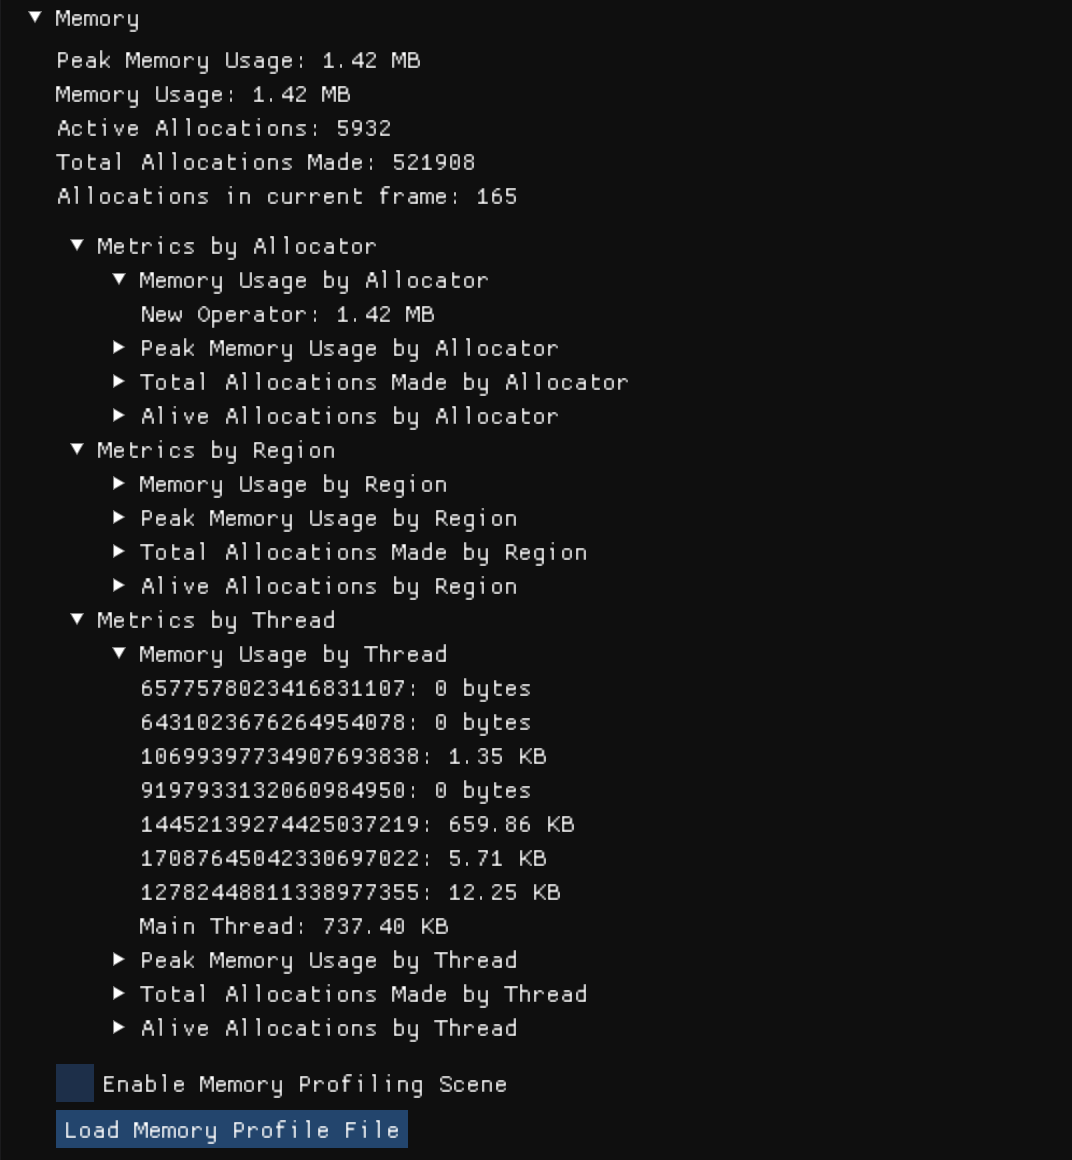 Memory
Peak Memory Usage: 1.42 MB
Memory Usage: 1.42 MB
Active Allocations: 5932
Total Allocations Made: 521908
Allocations in current frame: 165
Metrics by Allocator
Memory Usage by Allocator
New Operator: 1.42 MB
Peak Memory Usage by Allocator
Total Allocations Made by Allocator
Alive Allocations by Allocator
Metrics by Region
Memory Usage by Region
Peak Memory Usage by Region
Total Allocations Made by Region
Alive Allocations by Region
Metrics by Thread
Memory Usage by Thread
6577578023416831107: 0 bytes
6431023676264954078: 0 bytes
10699397734907693838: 1.35 KB
9197933132060984950: 0 bytes
14452139274425037219: 659.86 KB
17087645042330697022: 5.71 KB
12782448811338977355: 12.25 KB
Main Thread: 737.40 KB
Peak Memory Usage by Thread
Total Allocations Made by Thread
Alive Allocations by Thread
Enable Memory Profiling Scene
Load Memory Profile File